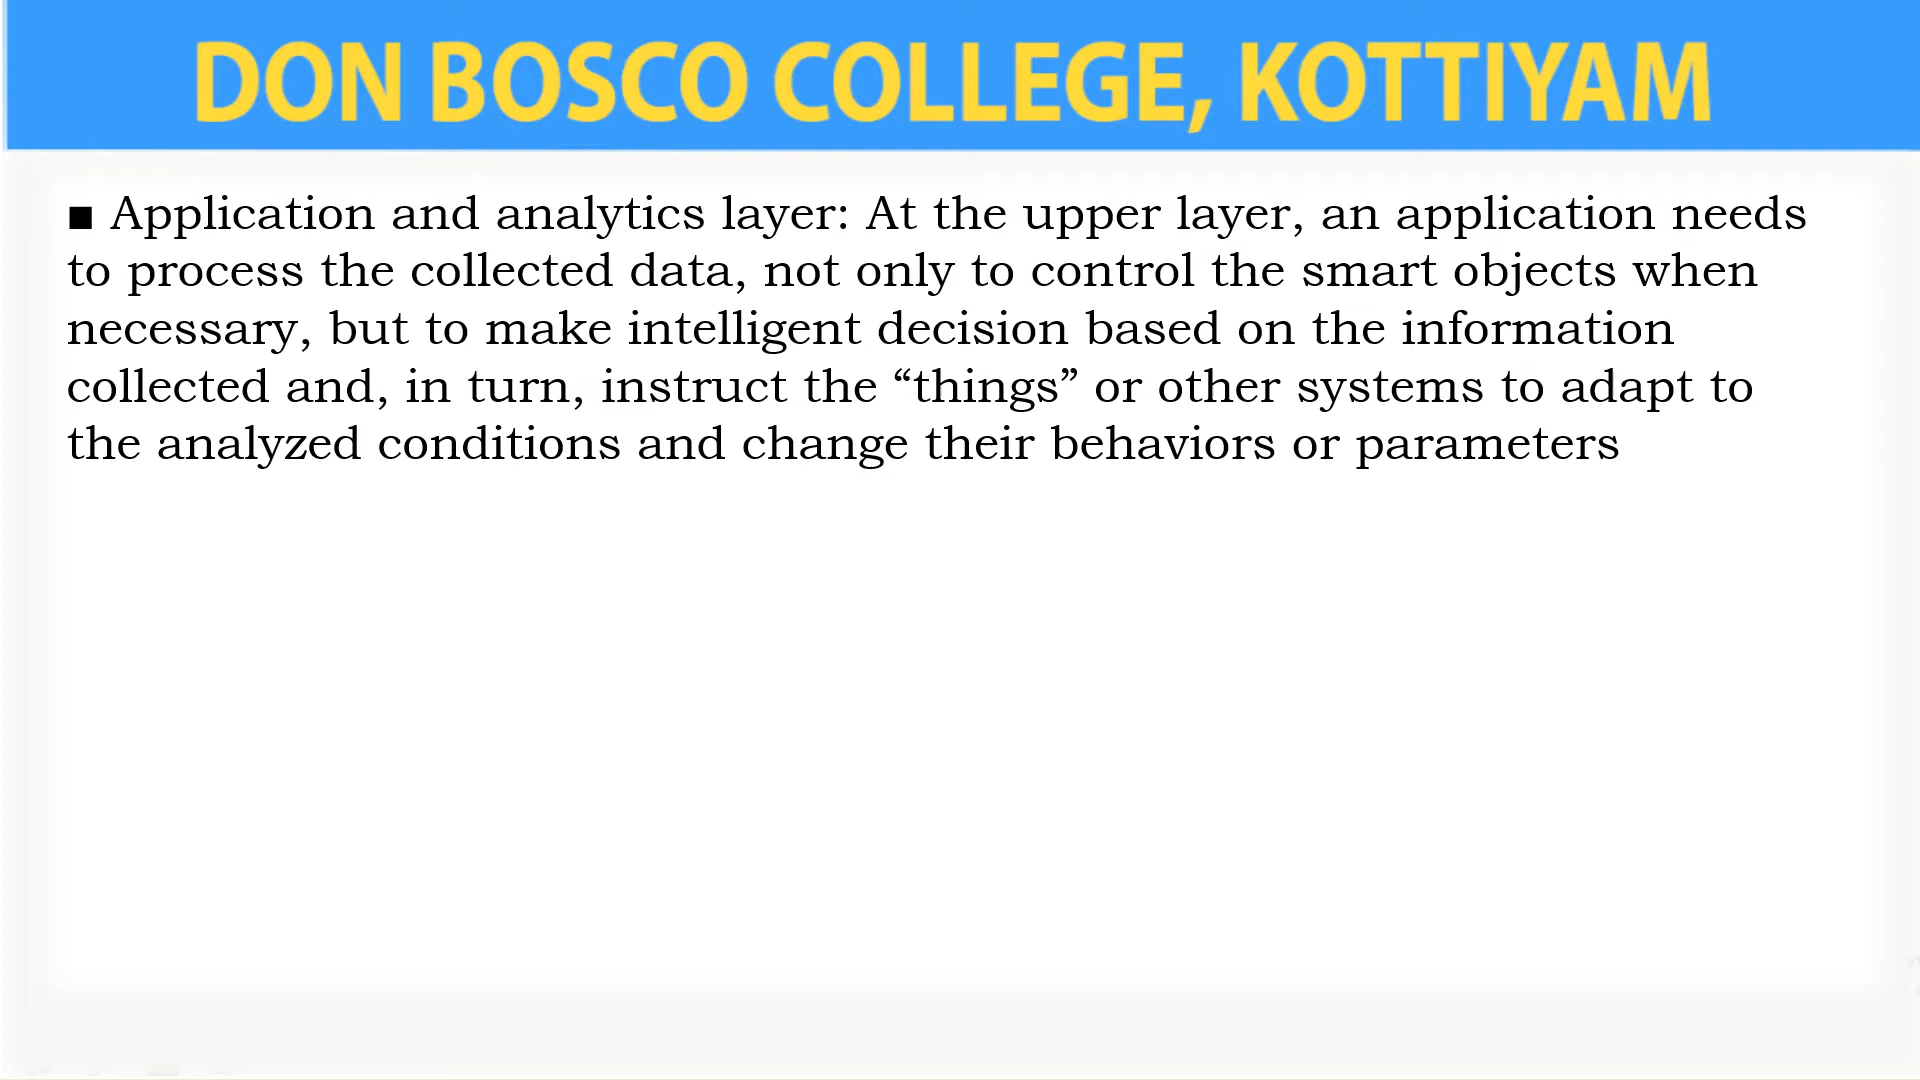 DON BOSCO COLLEGE, KOTTIYAM
▪ Application and analytics layer: At the upper layer, an application needs
to process the collected data, not only to control the smart objects when
necessary, but to make intelligent decision based on the information
collected and, in turn, instruct the “things” or other systems to adapt to
the analyzed conditions and change their behaviors or parameters